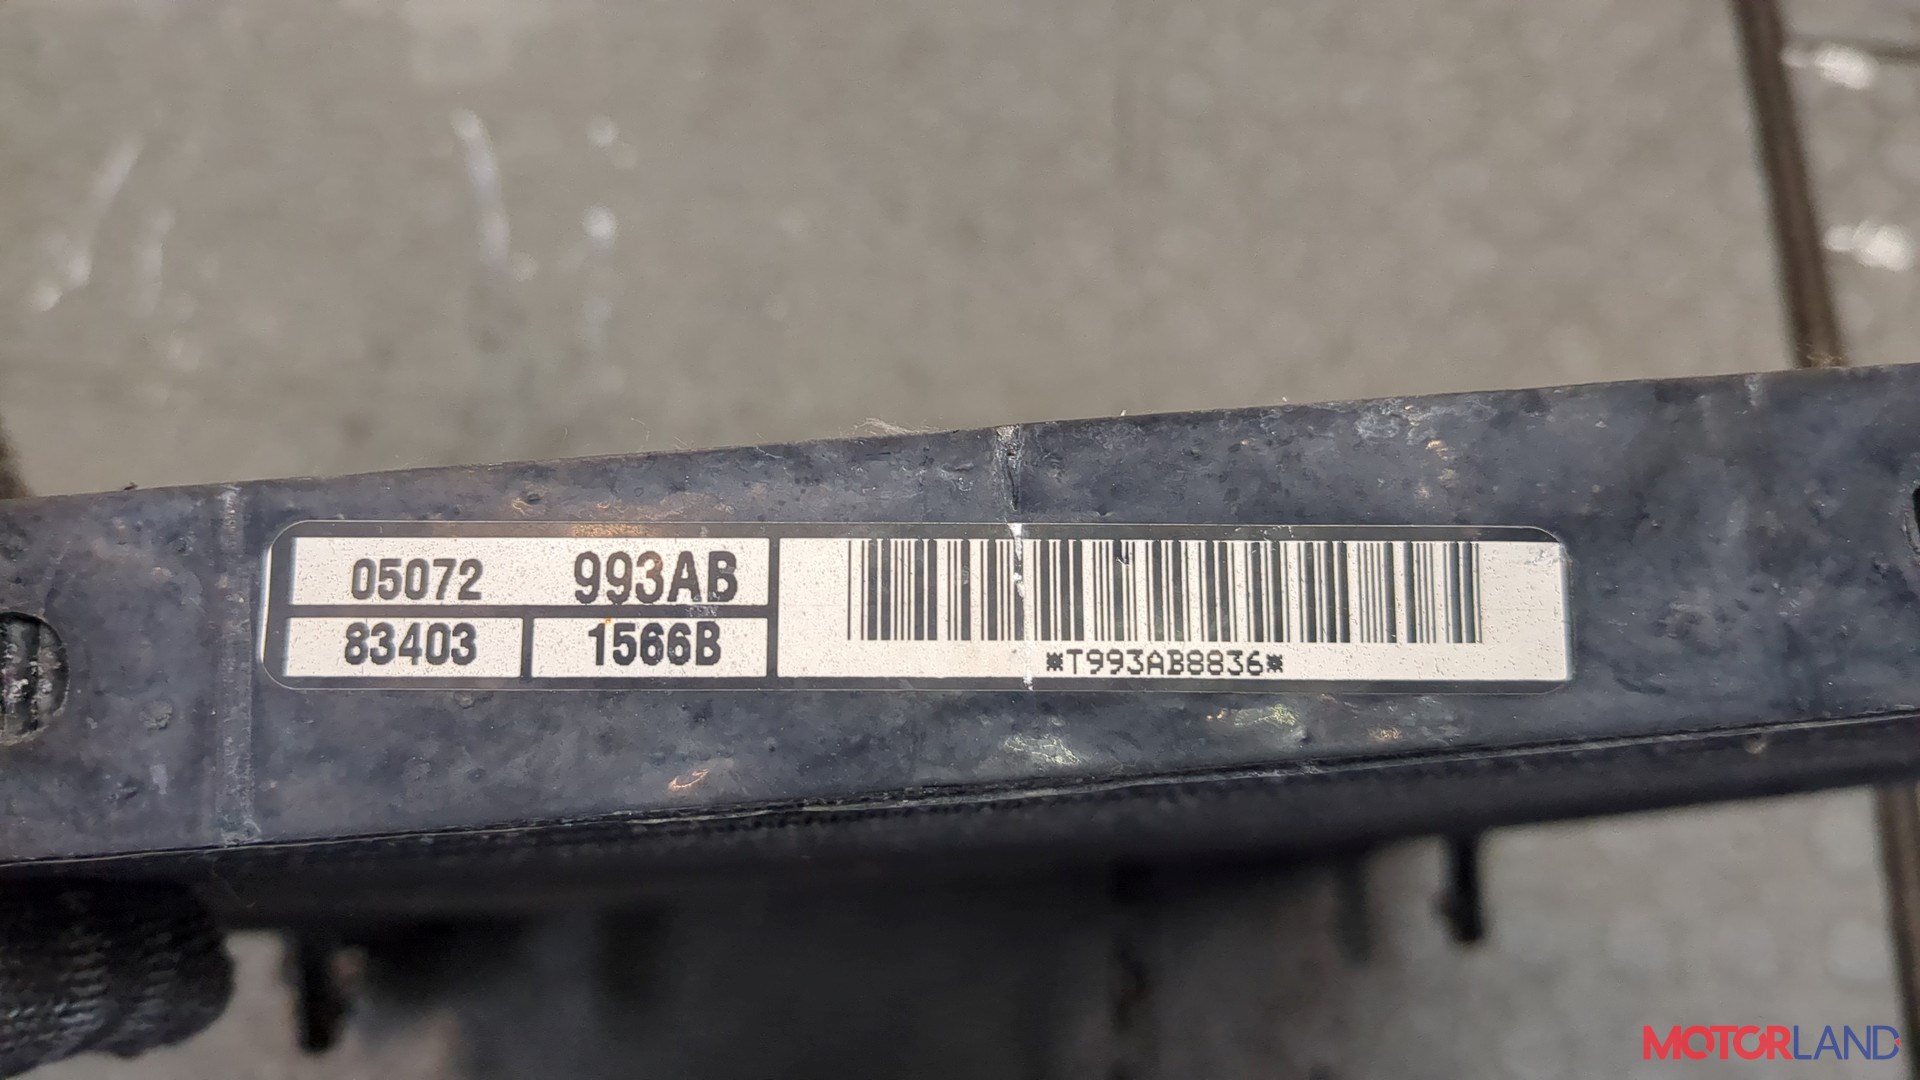 05072 993AB
83403 1566B
*T993AB8836*
MOTORLAND